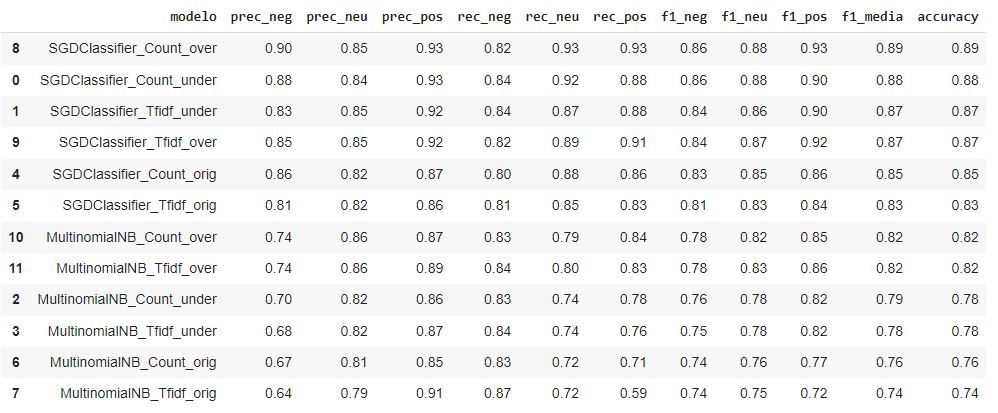 modelo prec_neg prec_neu prec_pos rec_neg rec_neu rec_pos f1_neg f1_neu f1_pos f1_media accuracy
8 SGDClassifier_Count_over 0.90 0.85 0.93 0.82 0.93 0.93 0.86 0.88 0.93 0.89 0.89
0 SGDClassifier_Count_under 0.88 0.84 0.93 0.84 0.92 0.88 0.86 0.88 0.90 0.88 0.88
1 SGDClassifier_Tfidf_under 0.83 0.85 0.92 0.84 0.87 0.88 0.84 0.86 0.90 0.87 0.87
9 SGDClassifier_Tfidf_over 0.85 0.85 0.92 0.82 0.89 0.91 0.84 0.87 0.92 0.87 0.87
4 SGDClassifier_Count_orig 0.86 0.82 0.87 0.80 0.88 0.86 0.83 0.85 0.86 0.85 0.85
5 SGDClassifier_Tfidf_orig 0.81 0.82 0.86 0.81 0.85 0.83 0.81 0.83 0.84 0.83 0.83
10 MultinomialNB_Count_over 0.74 0.86 0.87 0.83 0.79 0.84 0.78 0.82 0.85 0.82 0.82
11 MultinomialNB_Tfidf_over 0.74 0.86 0.89 0.84 0.80 0.83 0.78 0.83 0.86 0.82 0.82
2 MultinomialNB_Count_under 0.70 0.82 0.86 0.83 0.74 0.78 0.76 0.78 0.82 0.79 0.78
3 MultinomialNB_Tfidf_under 0.68 0.82 0.87 0.84 0.74 0.76 0.75 0.78 0.82 0.78 0.78
6 MultinomialNB_Count_orig 0.67 0.81 0.85 0.83 0.72 0.71 0.74 0.76 0.77 0.76 0.76
7 MultinomialNB_Tfidf_orig 0.64 0.79 0.91 0.87 0.72 0.59 0.74 0.75 0.72 0.74 0.74